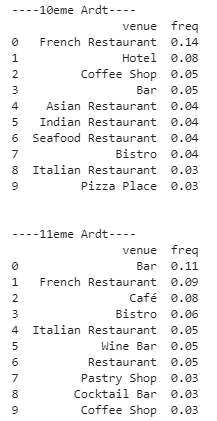 ----10eme Ardt----
venue freq
0 French Restaurant 0.14
1 Hotel 0.08
2 Coffee Shop 0.05
3 Bar 0.05
4 Asian Restaurant 0.04
5 Indian Restaurant 0.04
6 Seafood Restaurant 0.04
7 Bistro 0.04
8 Italian Restaurant 0.03
9 Pizza Place 0.03
----11eme Ardt----
venue freq
0 Bar 0.11
1 French Restaurant 0.09
2 Café 0.08
3 Bistro 0.06
4 Italian Restaurant 0.05
5 Wine Bar 0.05
6 Restaurant 0.05
7 Pastry Shop 0.03
8 Cocktail Bar 0.03
9 Coffee Shop 0.03